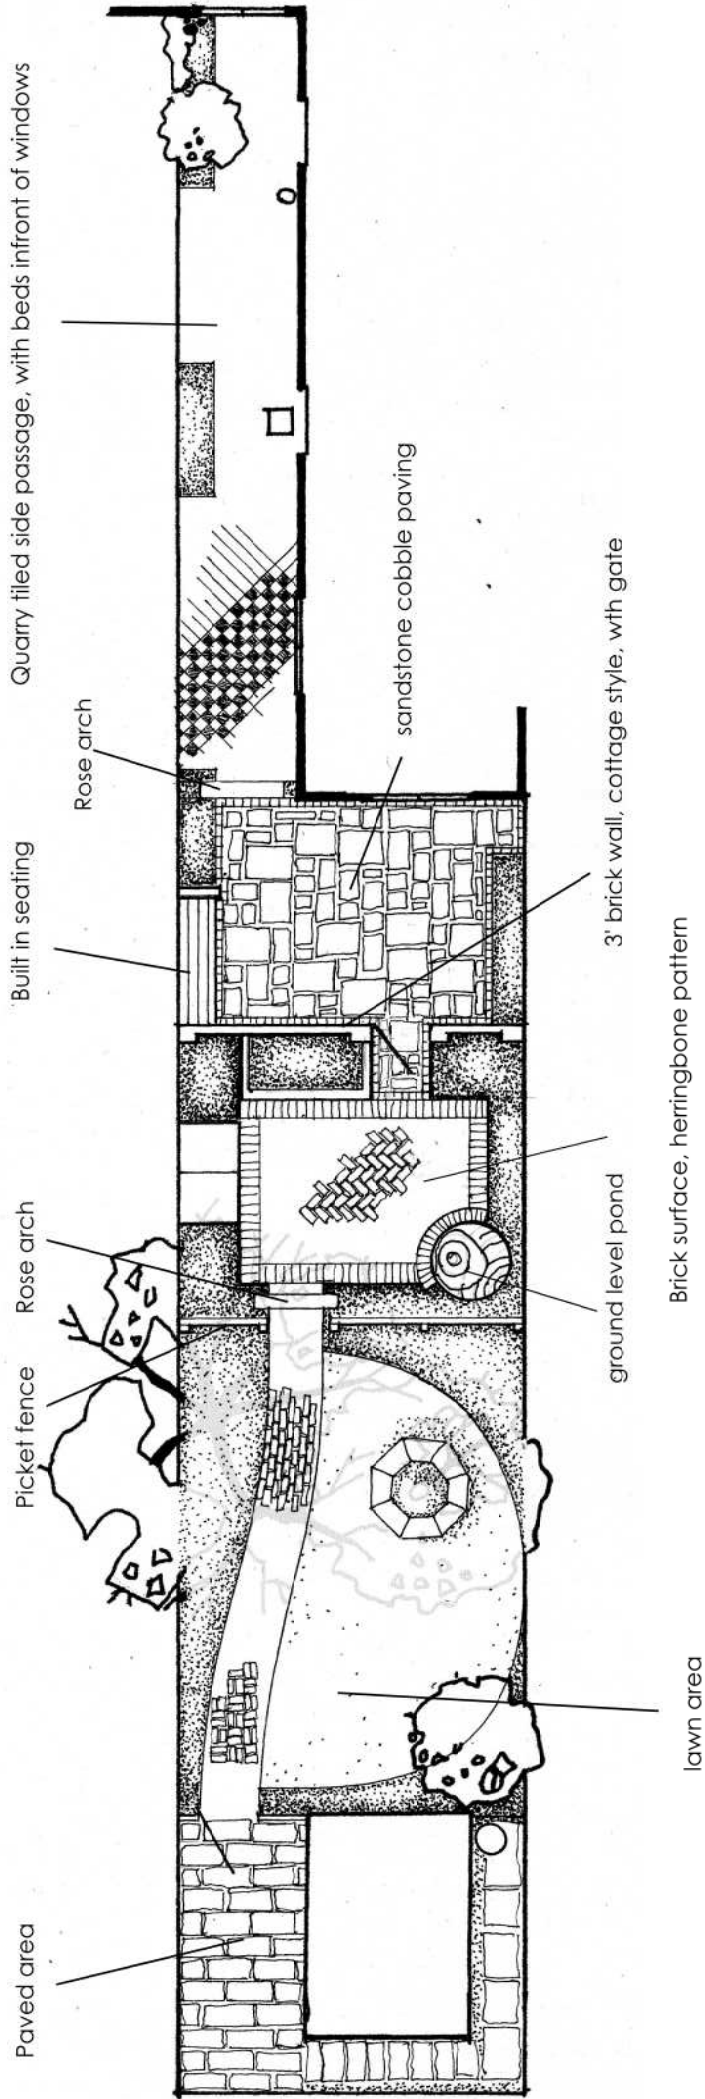 Quarry tiled side passage, with beds infront of windows
Rose arch
Built in seating
Rose arch
Picket fence
Paved area
sandstone cobble paving
3' brick wall, cottage style, wth gate
Brick surface, herringbone pattern
ground level pond
lawn area